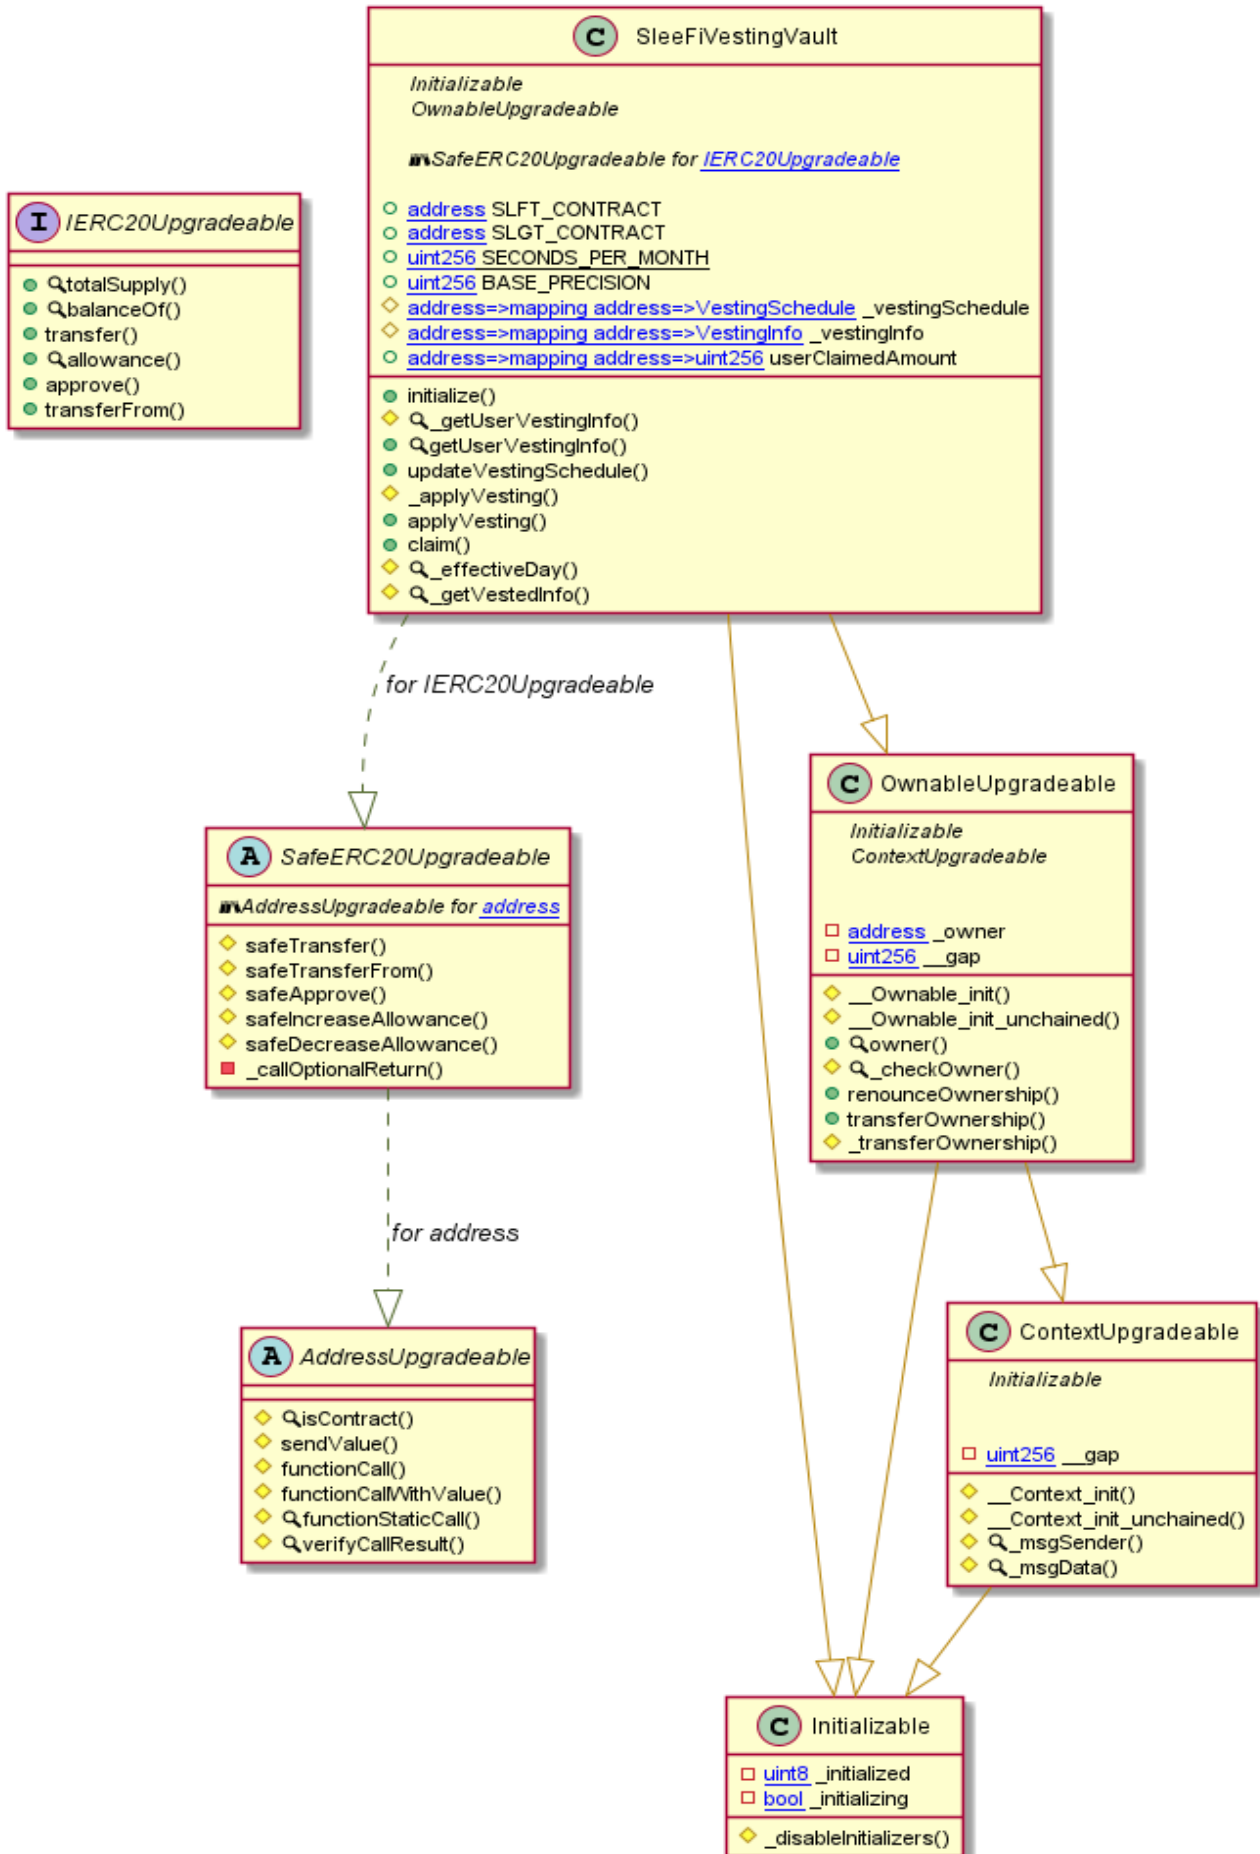 C SleeFiVestingVault
Initializable
OwnableUpgradeable
SafeERC20Upgradeable for IERC20Upgradeable
address SLFT_CONTRACT
address SLGT_CONTRACT
uint256 SECONDS_PER_MONTH
uint256 BASE_PRECISION
address=>mapping address=>VestingSchedule _vestingSchedule
address=>mapping address=>VestingInfo _vestingInfo
address=>mapping address=>uint256 userClaimedAmount
initialize()
_getUserVestingInfo()
getUserVestingInfo()
updateVestingSchedule()
_applyVesting()
applyVesting()
claim()
_effectiveDay()
_getVestedInfo()
I IERC20Upgradeable
totalSupply()
balanceOf()
transfer()
allowance()
approve()
transferFrom()
for IERC20Upgradeable
A SafeERC20Upgradeable
AddressUpgradeable for address
safeTransfer()
safeTransferFrom()
safeApprove()
safeIncreaseAllowance()
safeDecreaseAllowance()
_callOptionalReturn()
C OwnableUpgradeable
Initializable
ContextUpgradeable
address _owner
uint256 __gap
__Ownable_init()
__Ownable_init_unchained()
owner()
_checkOwner()
renounceOwnership()
transferOwnership()
_transferOwnership()
for address
A AddressUpgradeable
isContract()
sendValue()
functionCall()
functionCallWithValue()
functionStaticCall()
verifyCallResult()
C ContextUpgradeable
Initializable
uint256 __gap
__Context_init()
__Context_init_unchained()
_msgSender()
_msgData()
C Initializable
uint8 _initialized
bool _initializing
_disableInitializers()